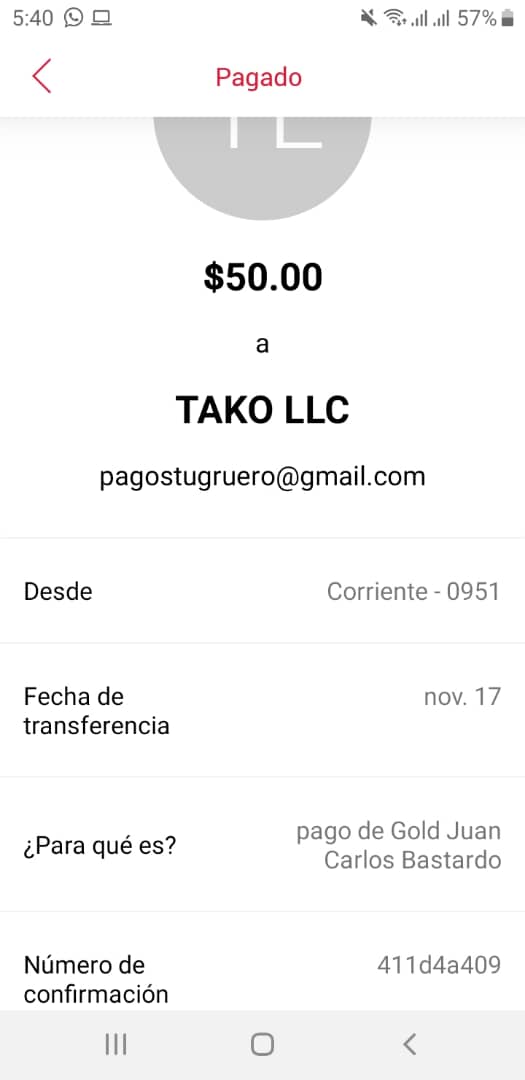 5:40
57%
Pagado
TL
$50.00
a
TAKO LLC
pagostugruero@gmail.com
Desde
Corriente - 0951
Fecha de
transferencia
nov. 17
¿Para qué es?
pago de Gold Juan
Carlos Bastardo
Número de
confirmación
411d4a409